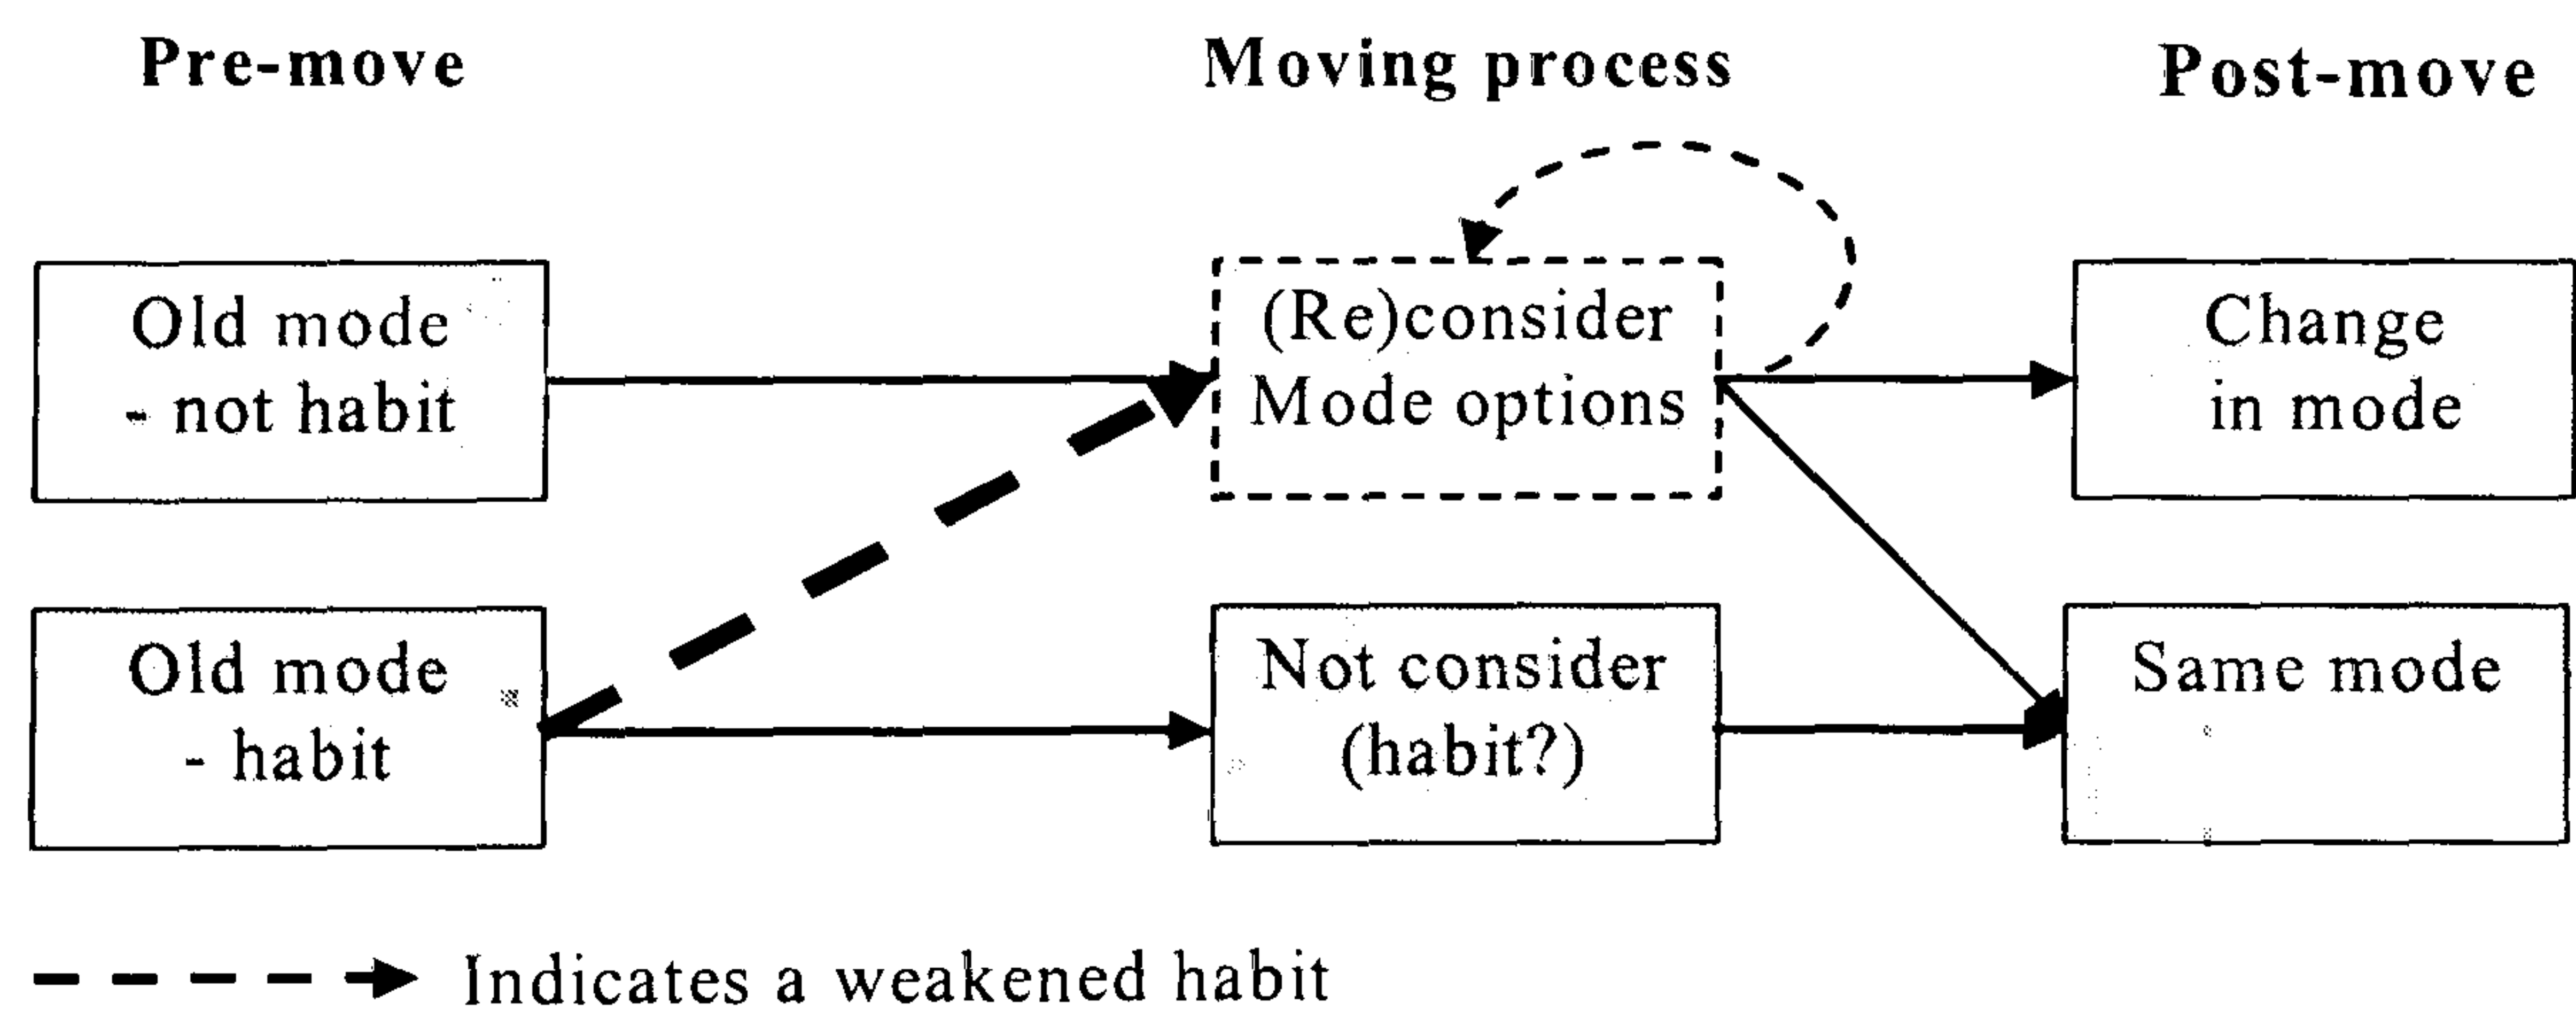 Pre-move
Moving process
Post-move
Old mode
- not habit
(Re)consider
Mode options
Change
in mode
Old mode
- habit
Not consider
(habit?)
Same mode
Indicates a weakened habit